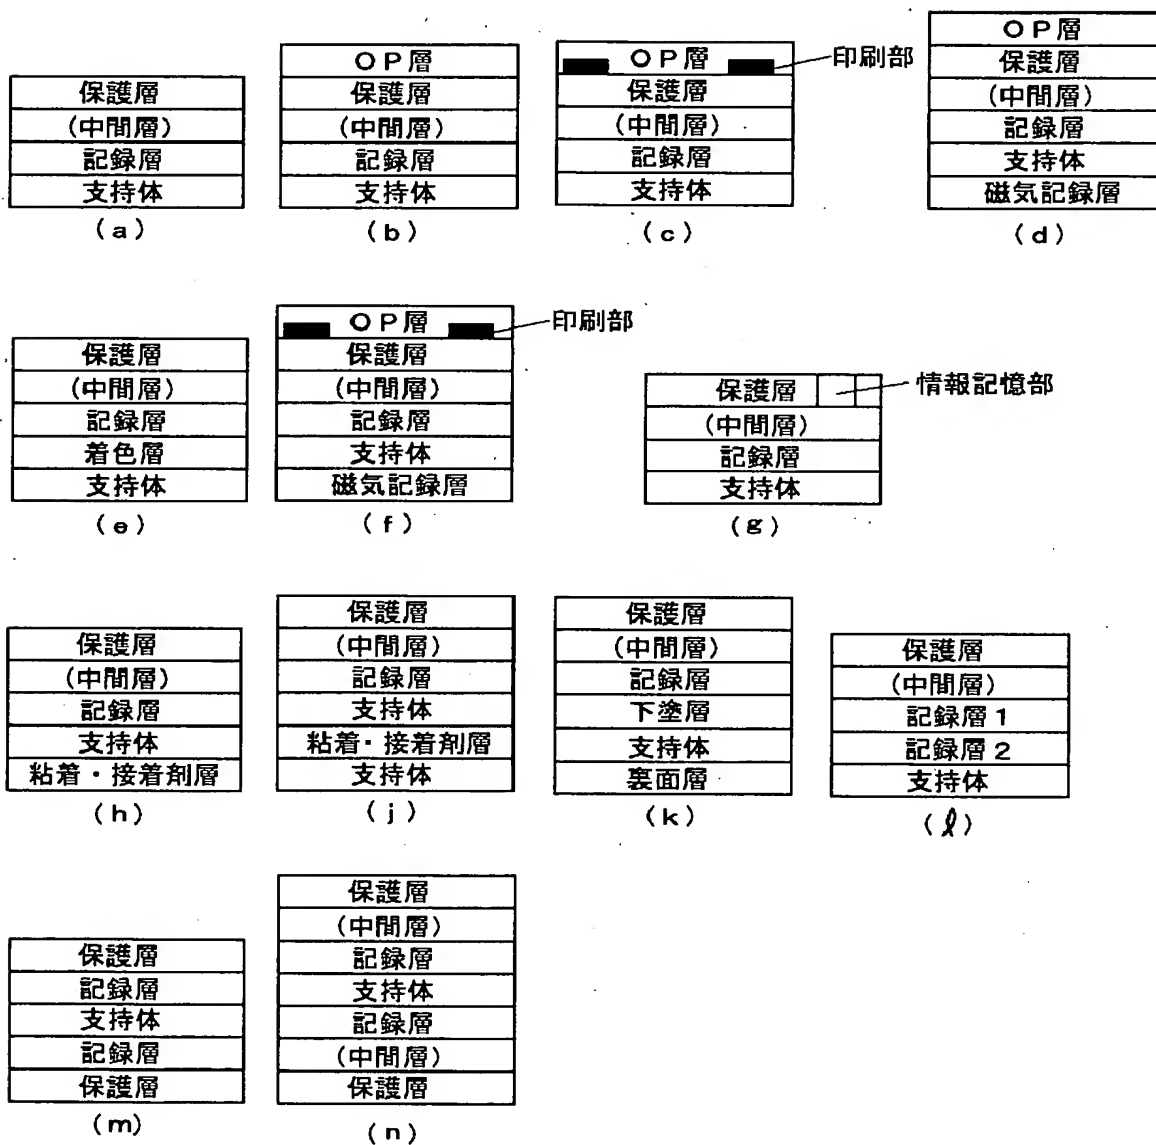 保護層
(中間層)
記録層
支持体
(a)
OP層
保護層
(中間層)
記録層
支持体
(b)
OP層
印刷部
保護層
(中間層)
記録層
支持体
(c)
OP層
保護層
(中間層)
記録層
支持体
磁気記録層
(d)
保護層
(中間層)
記録層
着色層
支持体
(e)
OP層
印刷部
保護層
(中間層)
記録層
支持体
磁気記録層
(f)
保護層
情報記憶部
(中間層)
記録層
支持体
(g)
保護層
(中間層)
記録層
支持体
粘着・接着剤層
(h)
保護層
(中間層)
記録層
支持体
粘着・接着剤層
支持体
(j)
保護層
(中間層)
記録層
下塗層
支持体
裏面層
(k)
保護層
(中間層)
記録層1
記録層2
支持体
(ℓ)
保護層
記録層
支持体
記録層
保護層
(m)
保護層
(中間層)
記録層
支持体
記録層
(中間層)
保護層
(n)